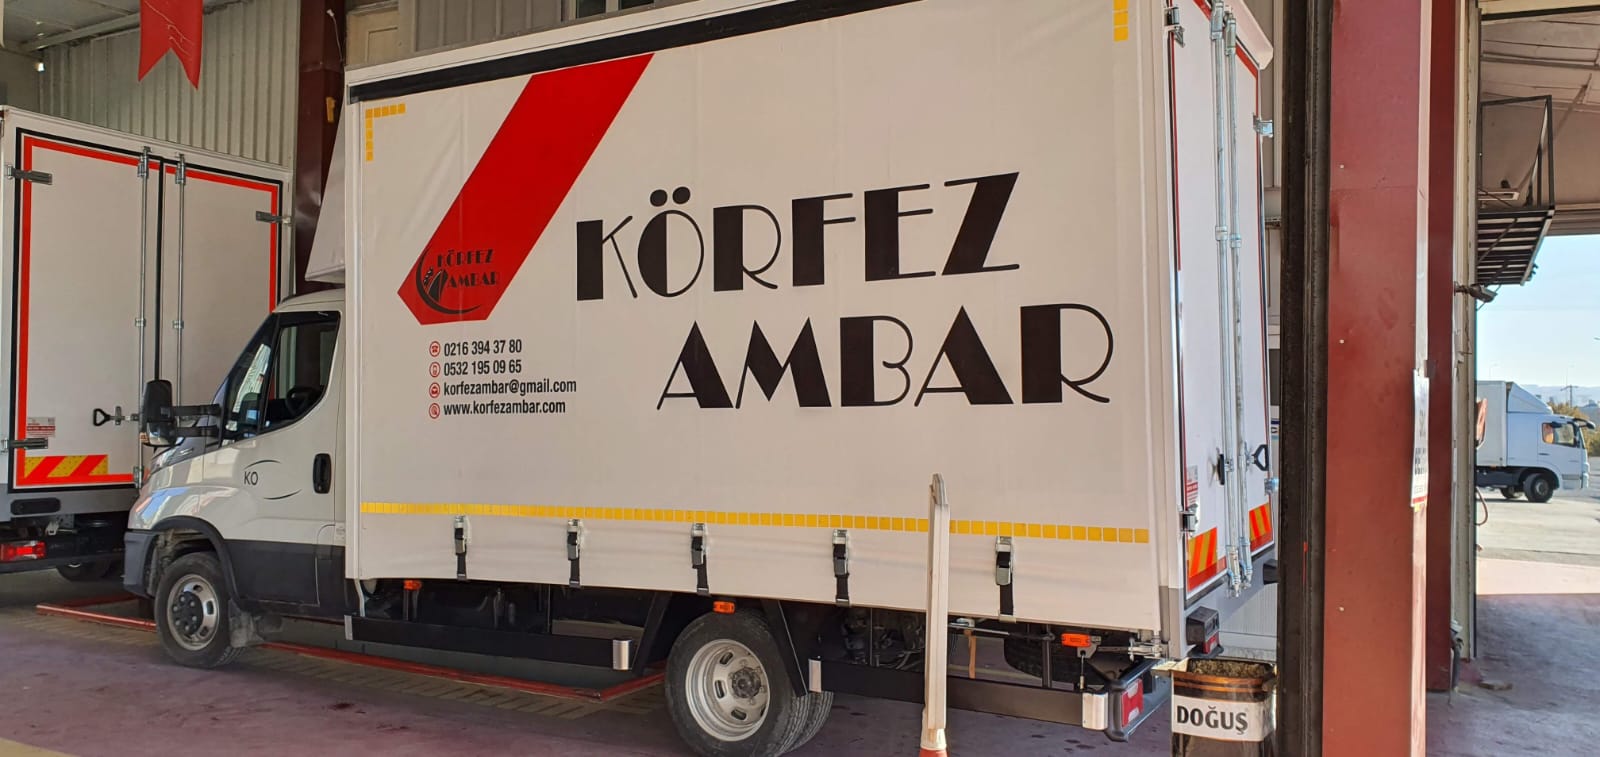 KÖRFEZ
AMBAR
KÖRFEZ
AMBAR
0216 394 37 80
0532 195 09 65
korfezambar@gmail.com
www.korfezambar.com
KO
DOĞUŞ